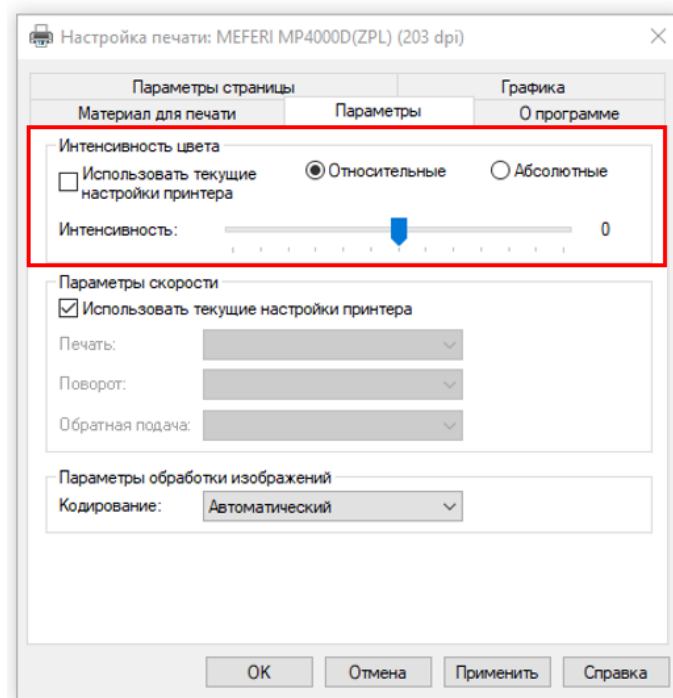 Настройка печати: MEFERI MP4000D(ZPL) (203 dpi)
Параметры страницы
Графика
Материал для печати
Параметры
О программе
Интенсивность цвета
Использовать текущие
настройки принтера
Относительные
Абсолютные
Интенсивность:
0
Параметры скорости
Использовать текущие настройки принтера
Печать:
Поворот:
Обратная подача:
Параметры обработки изображений
Кодирование:
Автоматический
OK
Отмена
Применить
Справка